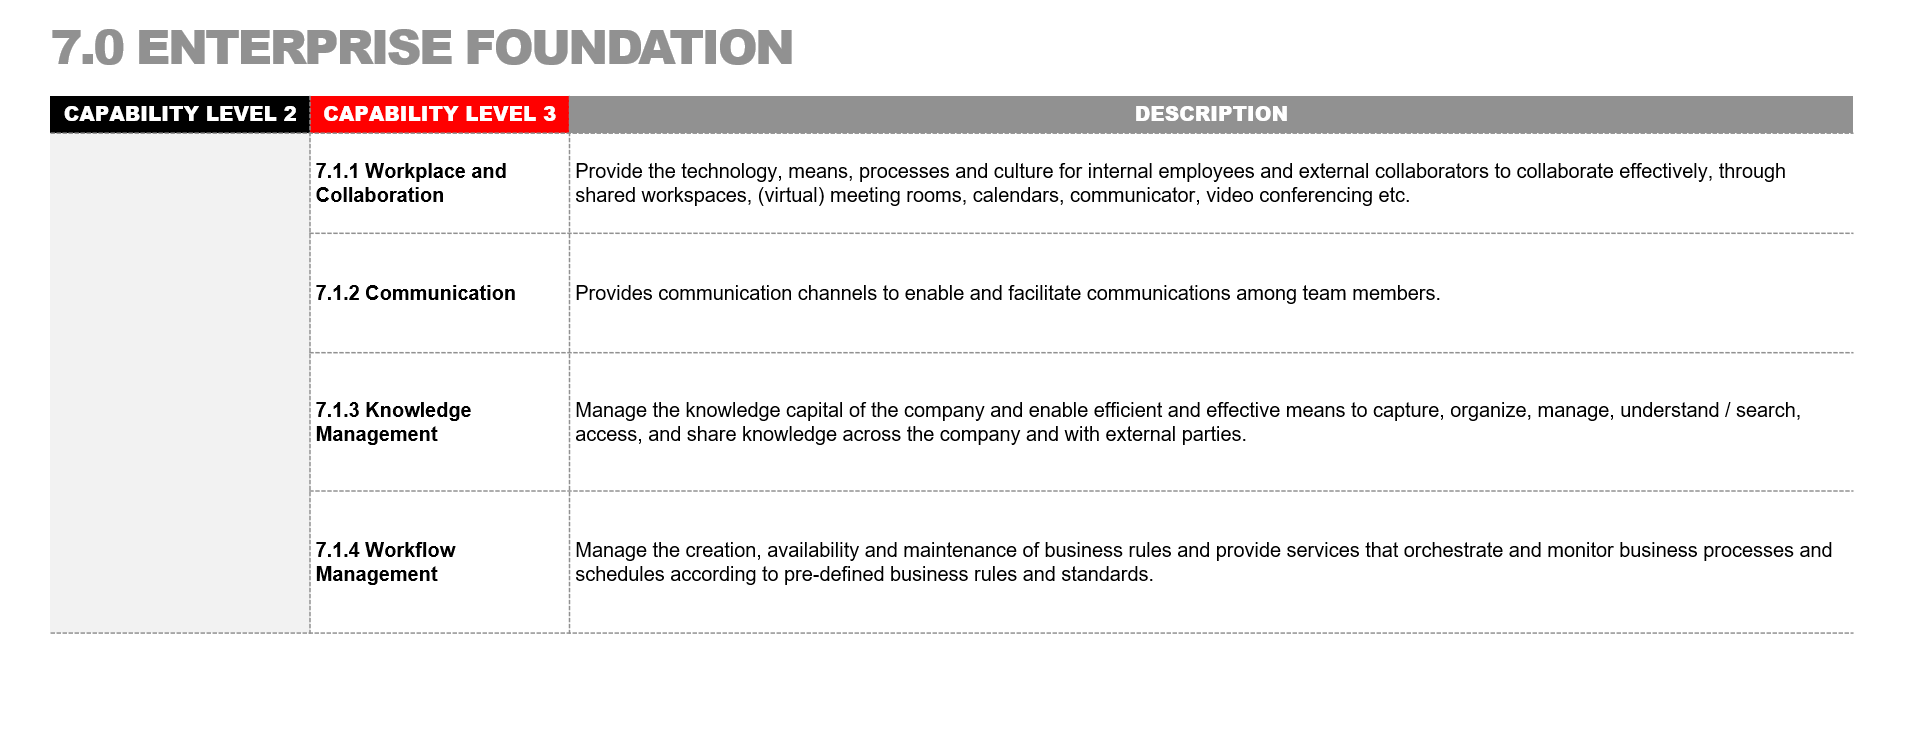 7.0 ENTERPRISE FOUNDATION
CAPABILITY LEVEL 2
CAPABILITY LEVEL 3
DESCRIPTION
7.1.1 Workplace and
Collaboration
Provide the technology, means, processes and culture for internal employees and external collaborators to collaborate effectively, through
shared workspaces, (virtual) meeting rooms, calendars, communicator, video conferencing etc.
7.1.2 Communication
Provides communication channels to enable and facilitate communications among team members.
7.1.3 Knowledge
Management
Manage the knowledge capital of the company and enable efficient and effective means to capture, organize, manage, understand / search,
access, and share knowledge across the company and with external parties.
7.1.4 Workflow
Management
Manage the creation, availability and maintenance of business rules and provide services that orchestrate and monitor business processes and
schedules according to pre-defined business rules and standards.